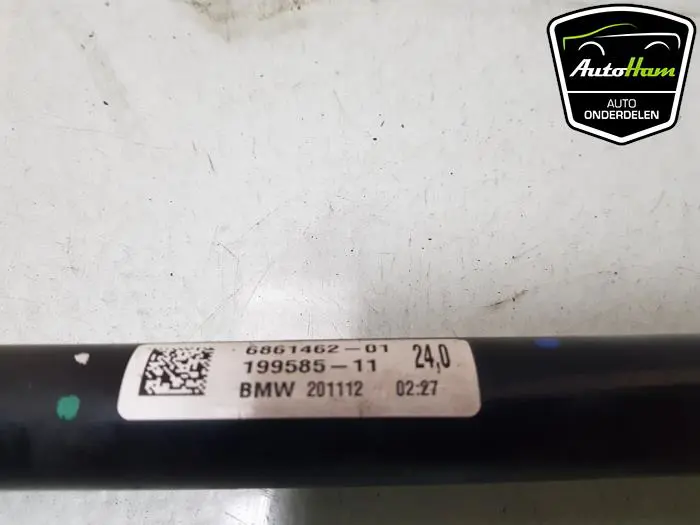 AutoHam
AUTO
ONDERDELEN
6861462-01
199585-11 24,0
BMW 201112 02:27